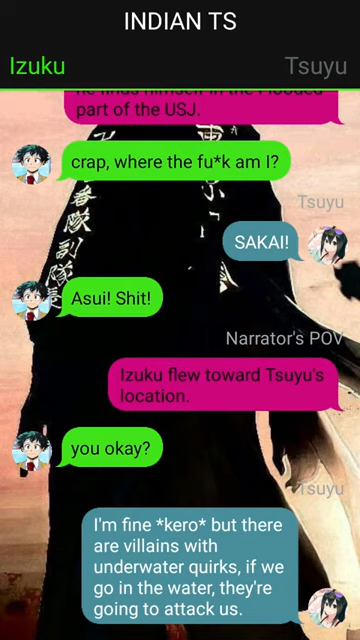 INDIAN TS
Izuku
Tsuyu
he finds himself in the Flooded
part of the USJ.
crap, where the fu*k am I?
Tsuyu
SAKAI!
Asui! Shit!
Narrator's POV
Izuku flew toward Tsuyu's
location.
you okay?
Tsuyu
I'm fine *kero* but there
are villains with
underwater quirks, if we
go in the water, they're
going to attack us.